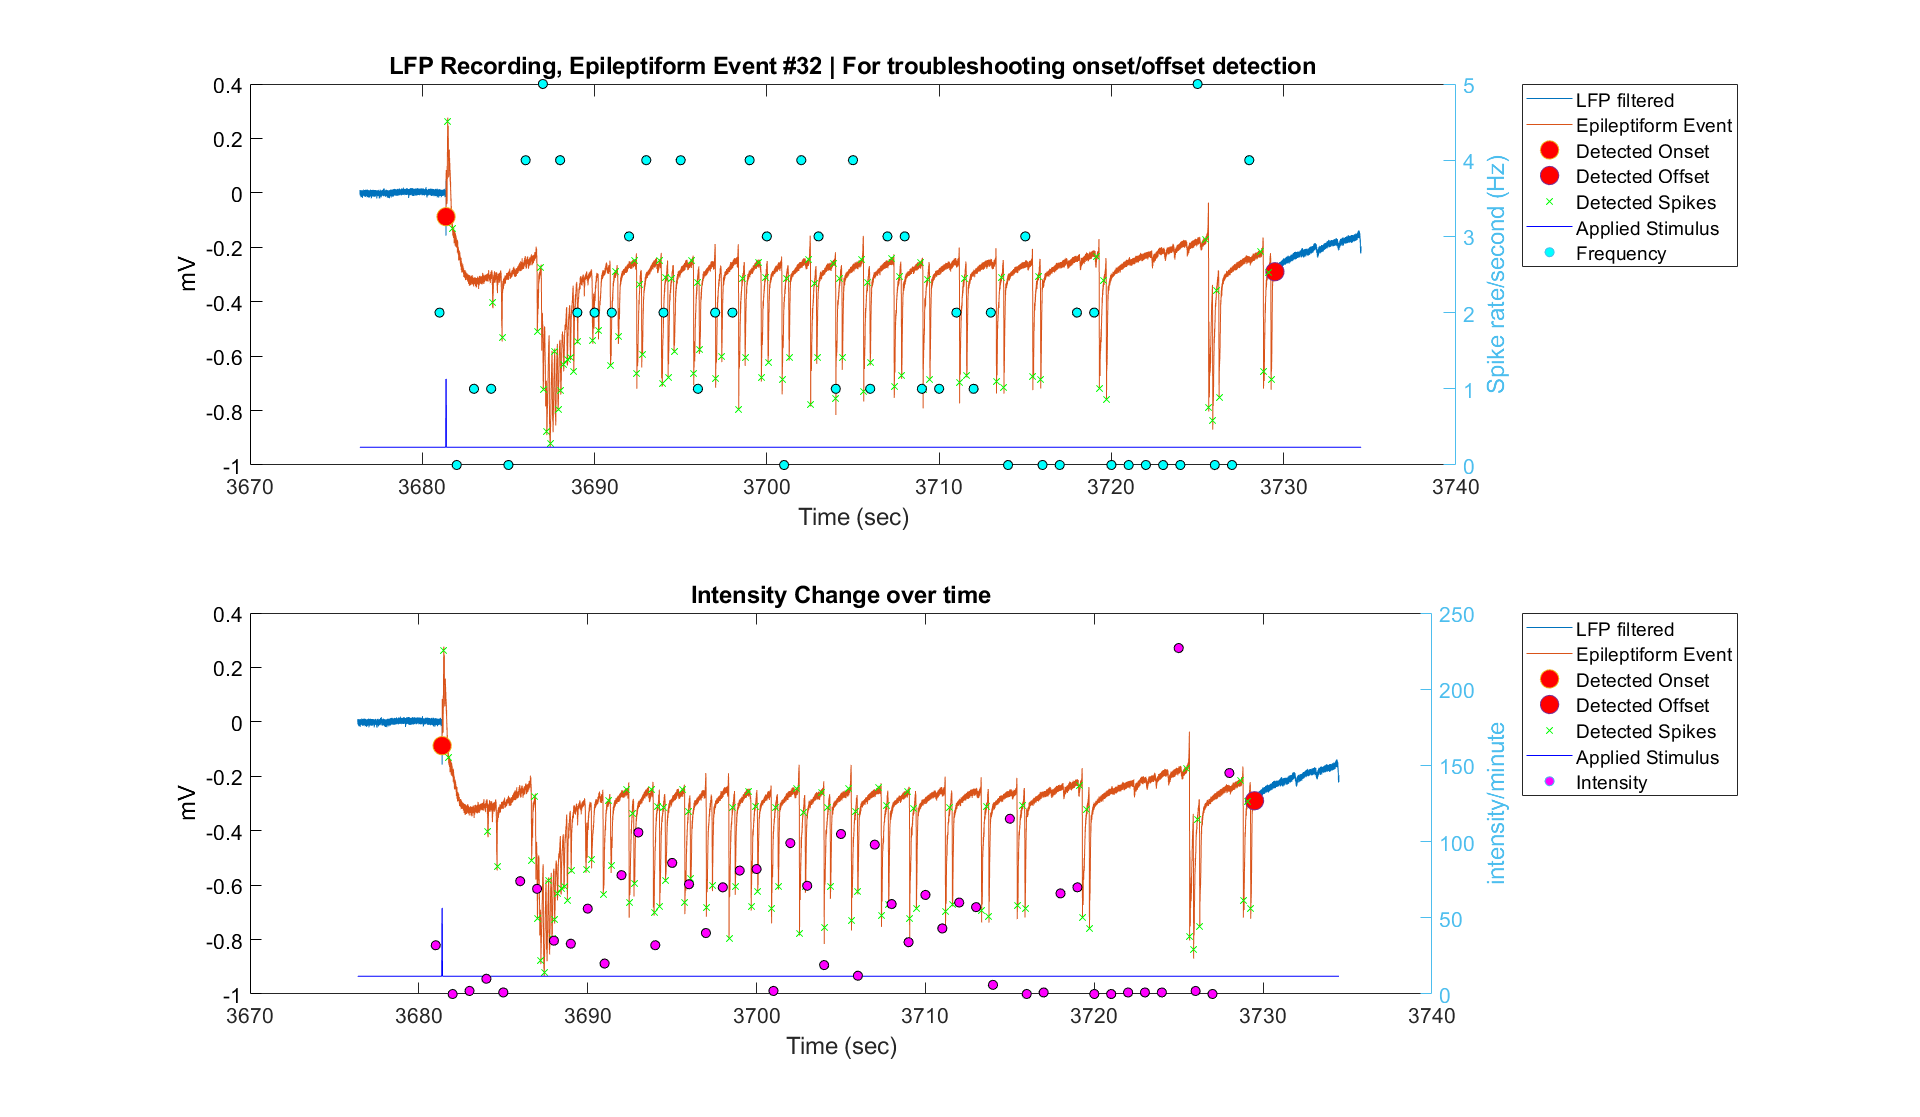 LFP Recording, Epileptiform Event #32 | For troubleshooting onset/offset detection
0.4
0.2
0
-0.2
-0.4
-0.6
-0.8
-1
mV
3670
3680
3690
3700
3710
3720
3730
3740
Time (sec)
5
4
3
2
1
0
Spike rate/second (Hz)
LFP filtered
Epileptiform Event
Detected Onset
Detected Offset
Detected Spikes
Applied Stimulus
Frequency
Intensity Change over time
0.4
0.2
0
-0.2
-0.4
-0.6
-0.8
-1
mV
3670
3680
3690
3700
3710
3720
3730
3740
Time (sec)
250
200
150
100
50
0
intensity/minute
LFP filtered
Epileptiform Event
Detected Onset
Detected Offset
Detected Spikes
Applied Stimulus
Intensity